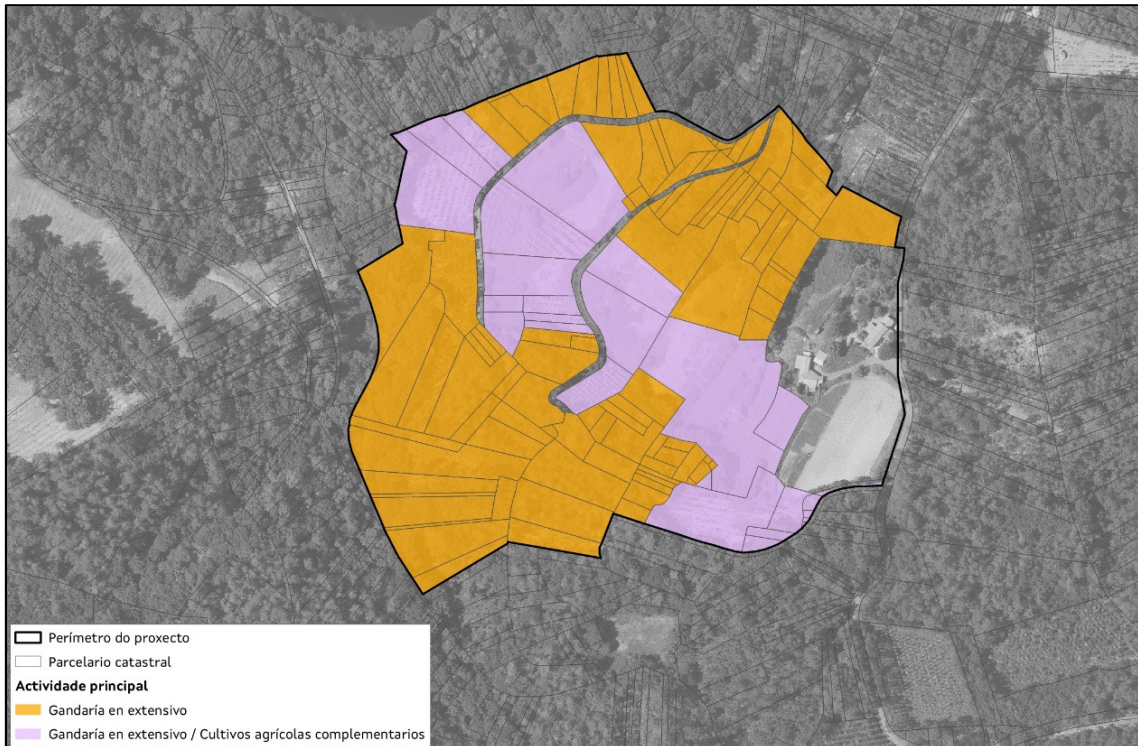 Perímetro do proxecto
Parcelario catastral
Actividade principal
Gandaría en extensivo
Gandaría en extensivo / Cultivos agrícolas complementarios